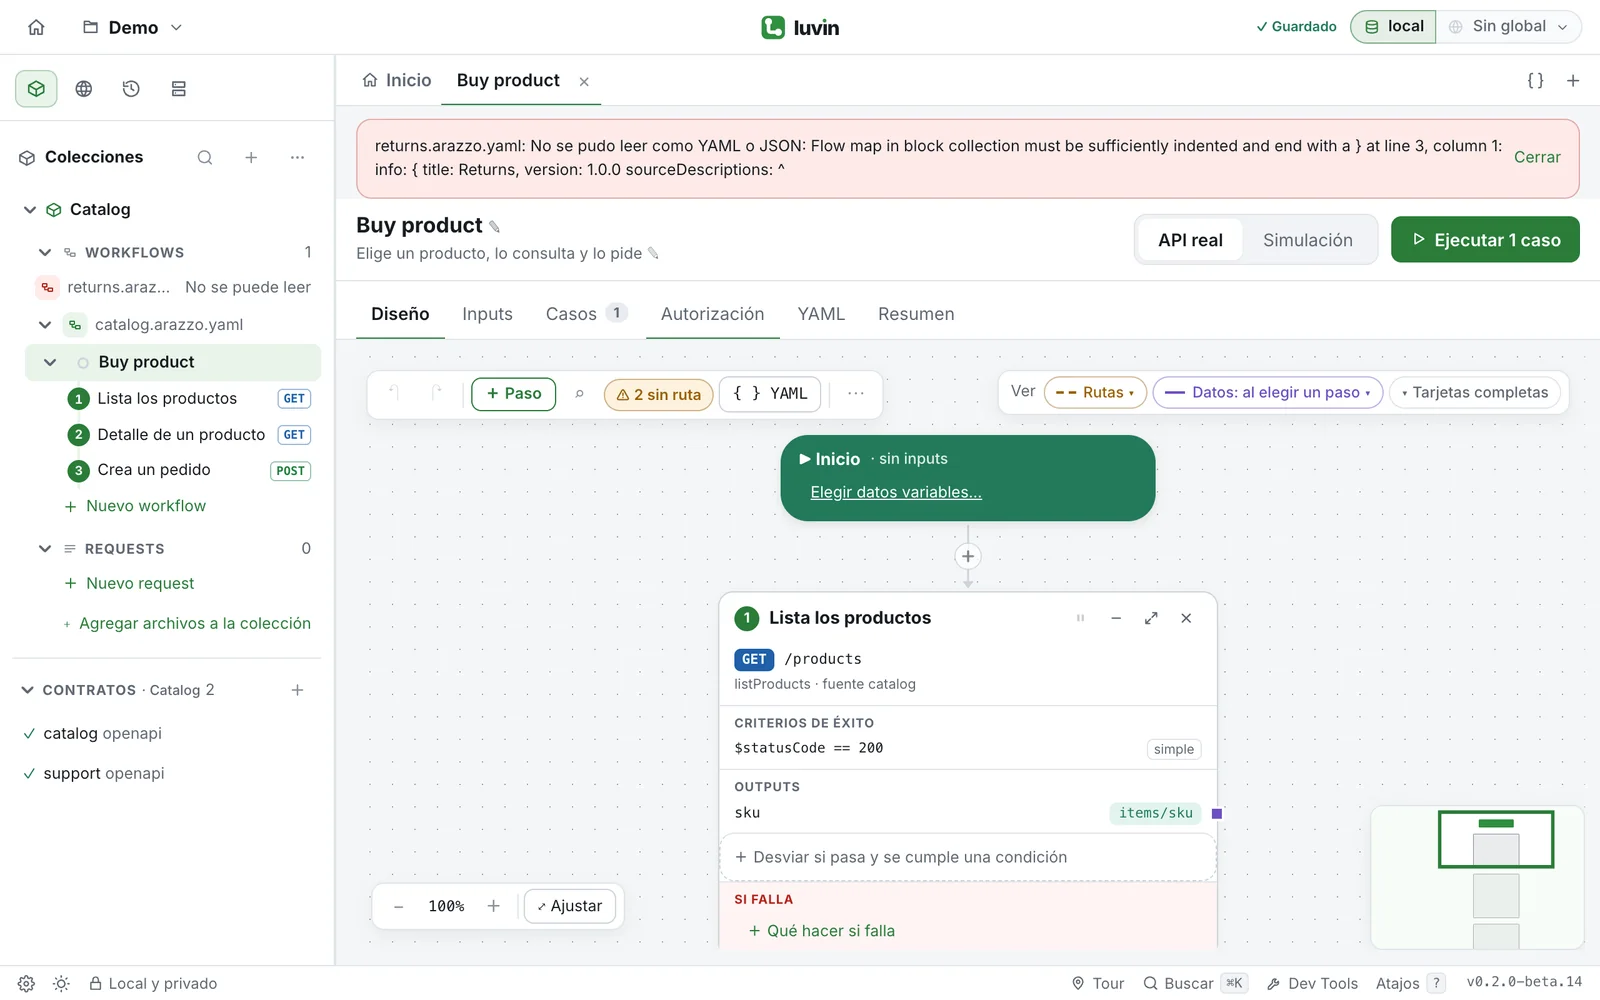 Demo
luvin
Guardado
local
Sin global
Inicio
Buy product
returns.arazzo.yaml: No se pudo leer como YAML o JSON: Flow map in block collection must be sufficiently indented and end with a } at line 3, column 1:
info: { title: Returns, version: 1.0.0 sourceDescriptions: ^
Cerrar
Colecciones
Catalog
WORKFLOWS 1
returns.araz... No se puede leer
catalog.arazzo.yaml
Buy product
1 Lista los productos GET
2 Detalle de un producto GET
3 Crea un pedido POST
+ Nuevo workflow
REQUESTS 0
+ Nuevo request
+ Agregar archivos a la colección
CONTRATOS · Catalog 2
catalog openapi
support openapi
Buy product
Elige un producto, lo consulta y lo pide
API real
Simulación
Ejecutar 1 caso
Diseño
Inputs
Casos 1
Autorización
YAML
Resumen
+ Paso
2 sin ruta
{ } YAML
...
Ver
Rutas
Datos: al elegir un paso
Tarjetas completas
Inicio · sin inputs
Elegir datos variables...
1 Lista los productos
GET /products
listProducts · fuente catalog
CRITERIOS DE ÉXITO
$statusCode == 200 simple
OUTPUTS
sku items/sku
+ Desviar si pasa y se cumple una condición
SI FALLA
+ Qué hacer si falla
− 100% +
Ajustar
Local y privado
Tour
Buscar ⌘K
Dev Tools
Atajos ?
v0.2.0-beta.14